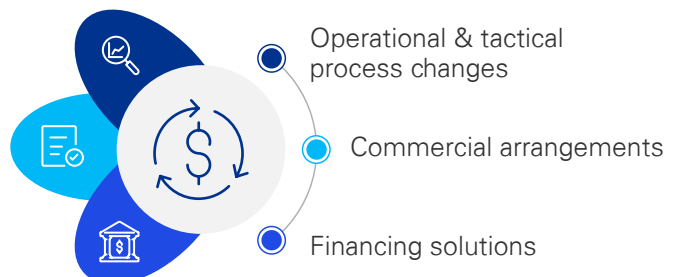 Operational & tactical
process changes
$
Commercial arrangements
$
Financing solutions